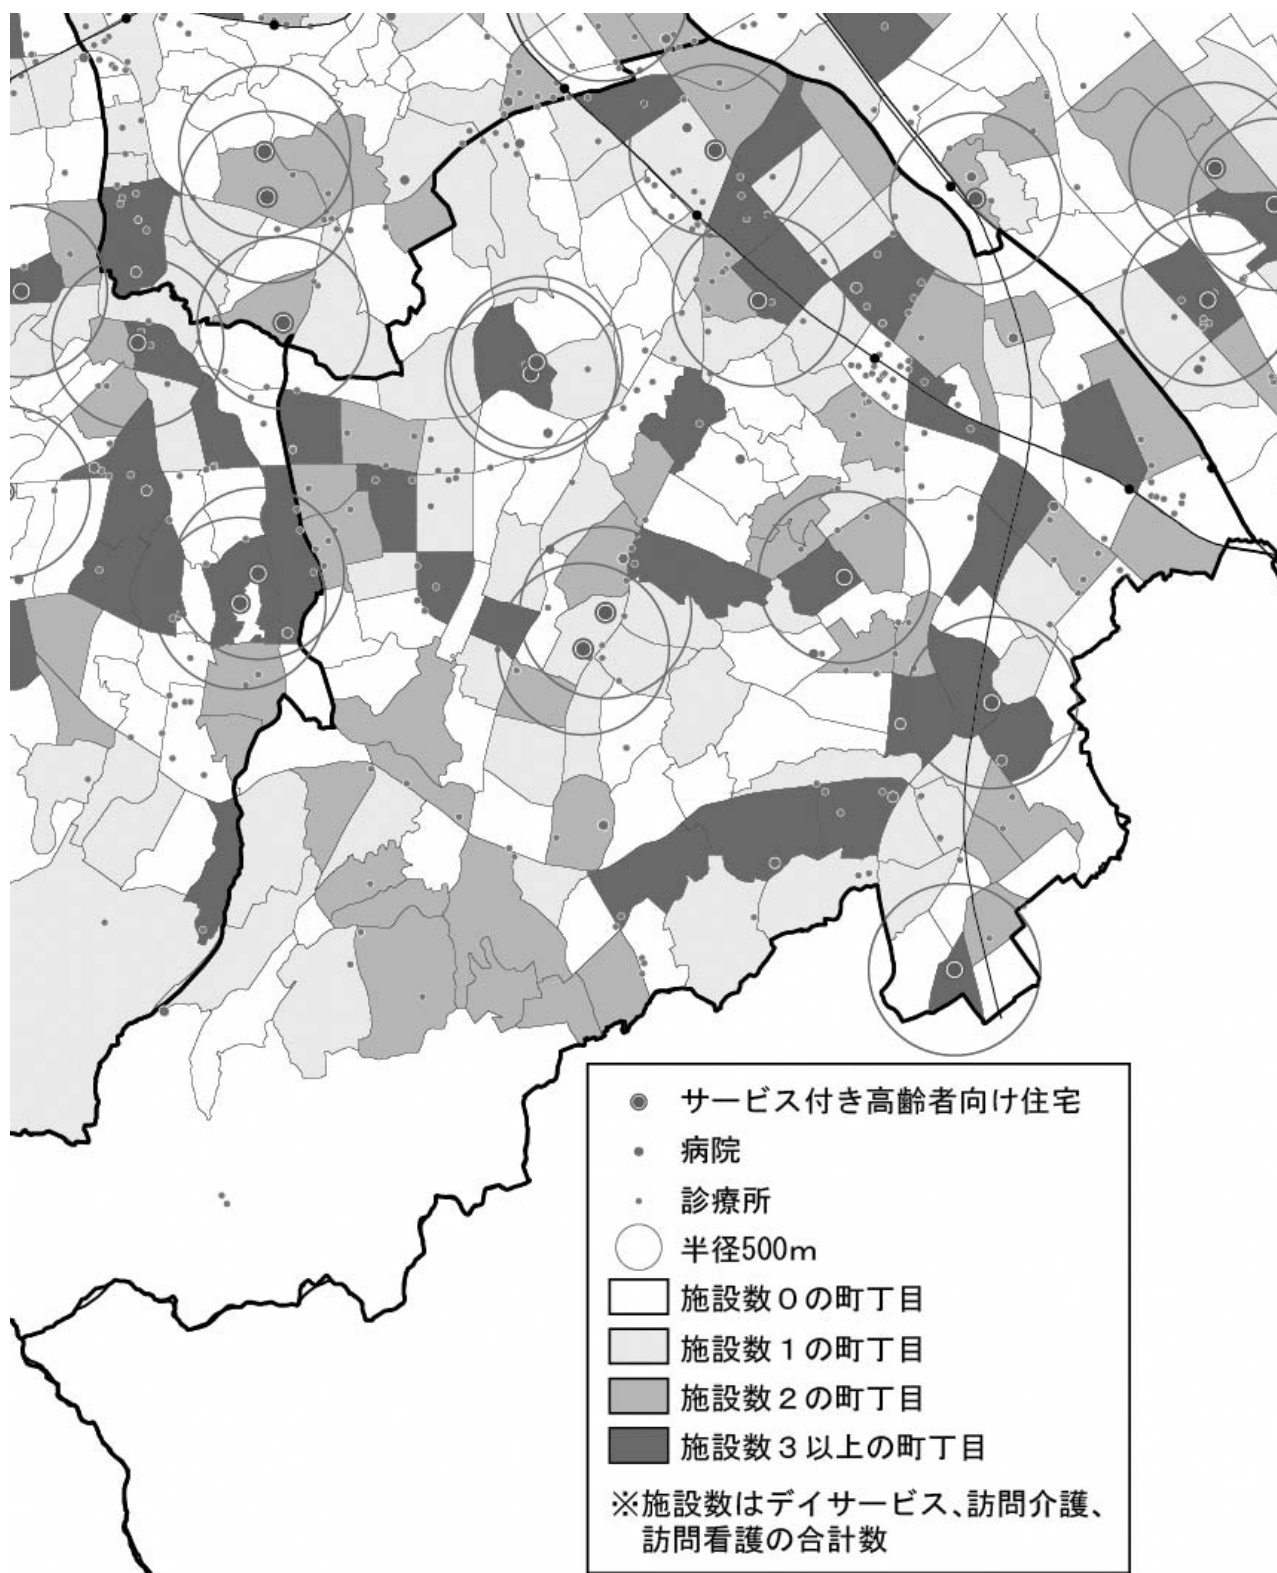 サービス付き高齢者向け住宅
病院
診療所
半径500m
施設数０の町丁目
施設数１の町丁目
施設数２の町丁目
施設数３以上の町丁目
※施設数はデイサービス、訪問介護、
訪問看護の合計数